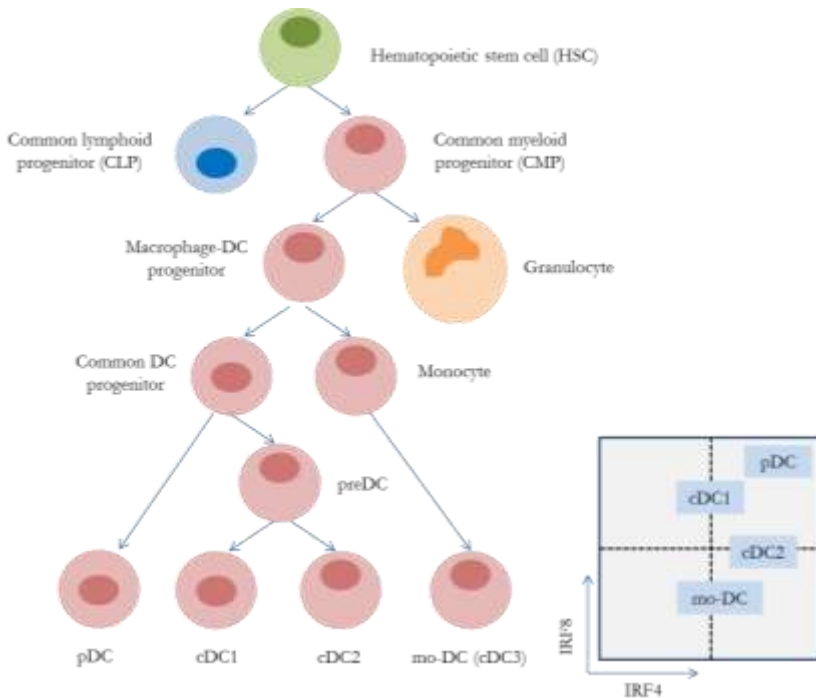 Hematopoietic stem cell (HSC)
Common lymphoid
progenitor (CLP)
Common myeloid
progenitor (CMP)
Macrophage-DC
progenitor
Granulocyte
Common DC
progenitor
Monocyte
preDC
pDC
cDC1
cDC2
mo-DC (cDC3)
pDC
cDC1
cDC2
mo-DC
IRF8
IRF4